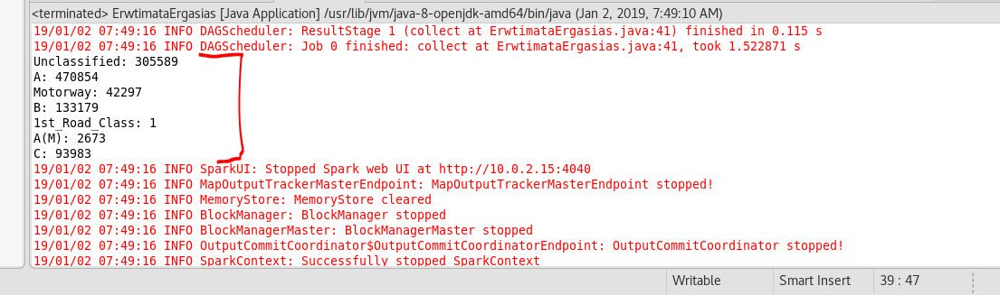 <terminated> ErwtimataErgasias [Java Application] /usr/lib/jvm/java-8-openjdk-amd64/bin/java (Jan 2, 2019, 7:49:10 AM)
19/01/02 07:49:16 INFO DAGScheduler: ResultStage 1 (collect at ErwtimataErgasias.java:41) finished in 0.115 s
19/01/02 07:49:16 INFO DAGScheduler: Job 0 finished: collect at ErwtimataErgasias.java:41, took 1.522871 s
Unclassified: 305589
A: 470854
Motorway: 42297
B: 133179
1st_Road_Class: 1
A(M): 2673
C: 93983
19/01/02 07:49:16 INFO SparkUI: Stopped Spark web UI at http://10.0.2.15:4040
19/01/02 07:49:16 INFO MapOutputTrackerMasterEndpoint: MapOutputTrackerMasterEndpoint stopped!
19/01/02 07:49:16 INFO MemoryStore: MemoryStore cleared
19/01/02 07:49:16 INFO BlockManager: BlockManager stopped
19/01/02 07:49:16 INFO BlockManagerMaster: BlockManagerMaster stopped
19/01/02 07:49:16 INFO OutputCommitCoordinator$OutputCommitCoordinatorEndpoint: OutputCommitCoordinator stopped!
19/01/02 07:49:16 INFO SparkContext: Successfully stopped SparkContext
Writable Smart Insert 39 : 47